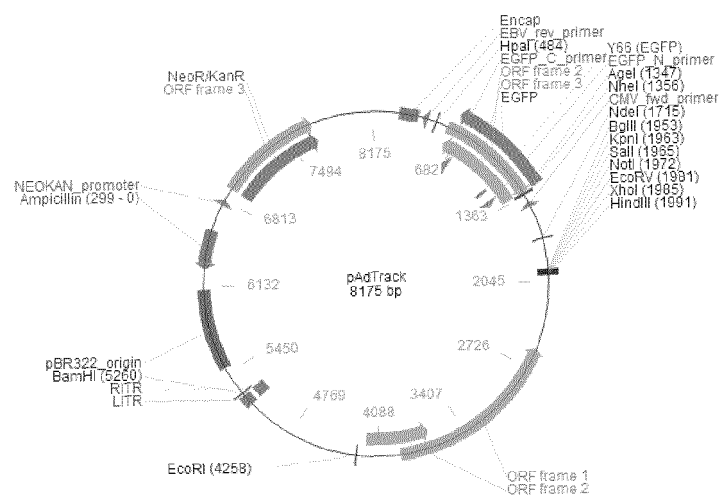 Encap
EBV_rev_primer
HpaI (484)
EGFP_C_primer
ORF frame 2
ORF frame 3
EGFP
Y66 (EGFP)
EGFP_N_primer
AgeI (1347)
NheI (1356)
CMV_fwd_primer
NdeI (1715)
BglII (1953)
KpnI (1963)
SalI (1965)
NotI (1972)
EcoRV (1981)
XhoI (1985)
HindIII (1991)
NeoR/KanR
ORF frame 3
8175
7494
682
NEOKAN_promoter
Ampicillin (299 - 0)
6813
1363
pAdTrack
8175 bp
6132
2045
5450
2726
pBR322_origin
BamHI (5260)
RITR
LITR
4769
4088
3407
EcoRI (4258)
ORF frame 1
ORF frame 2